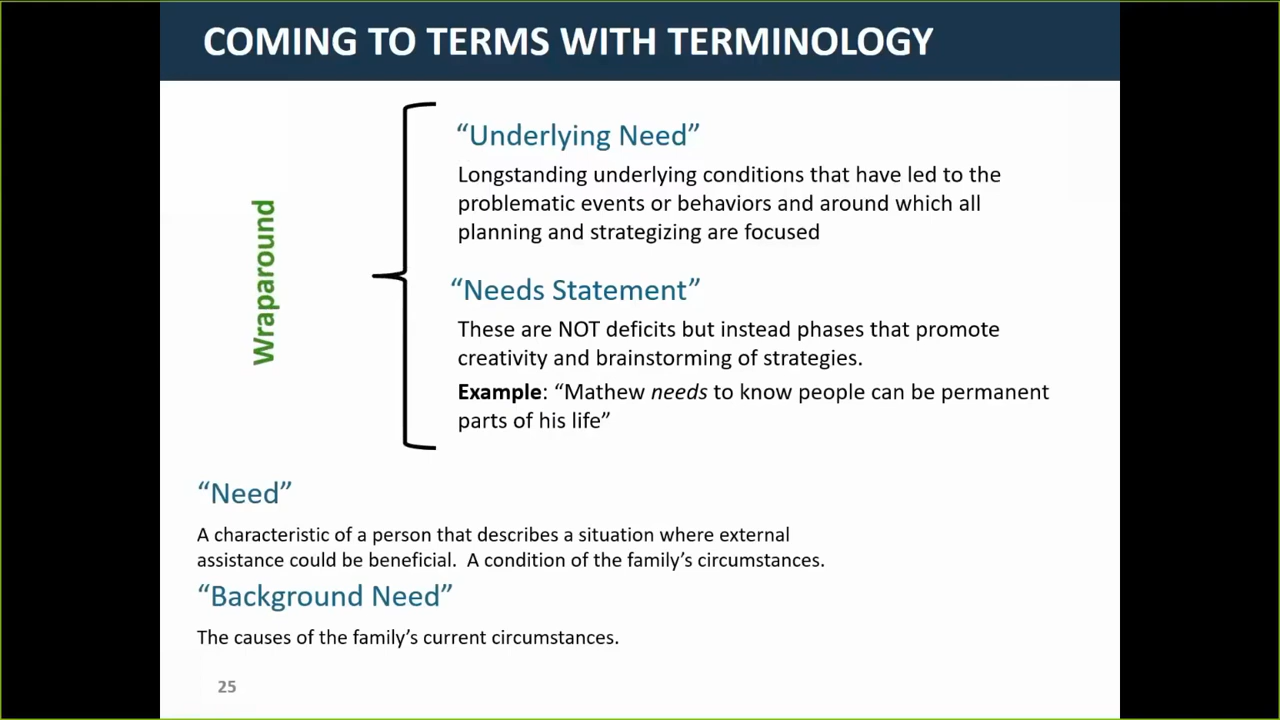 COMING TO TERMS WITH TERMINOLOGY
Wraparound
“Underlying Need”
Longstanding underlying conditions that have led to the
problematic events or behaviors and around which all
planning and strategizing are focused
“Needs Statement”
These are NOT deficits but instead phases that promote
creativity and brainstorming of strategies.
Example: “Mathew needs to know people can be permanent
parts of his life”
“Need”
A characteristic of a person that describes a situation where external
assistance could be beneficial.  A condition of the family’s circumstances.
“Background Need”
The causes of the family’s current circumstances.
25